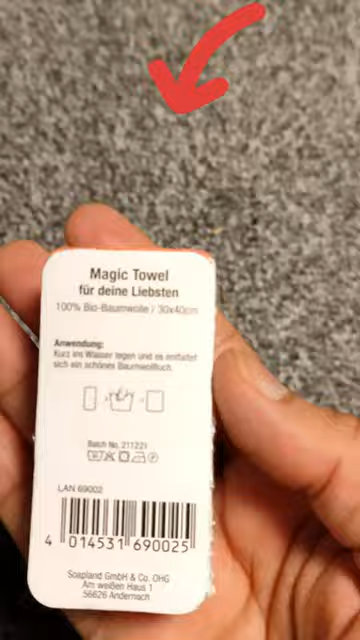 Magic Towel
für deine Liebsten
100% Bio-Baumwolle / 30x40cm
Anwendung:
Kurz ins Wasser legen und es entfaltet
sich ein schönes Baumwolltuch.
Batch No. 211221
LAN 69002
4 014531 690025
Soapland GmbH & Co. OHG
Am weißen Haus 1
56626 Andernach